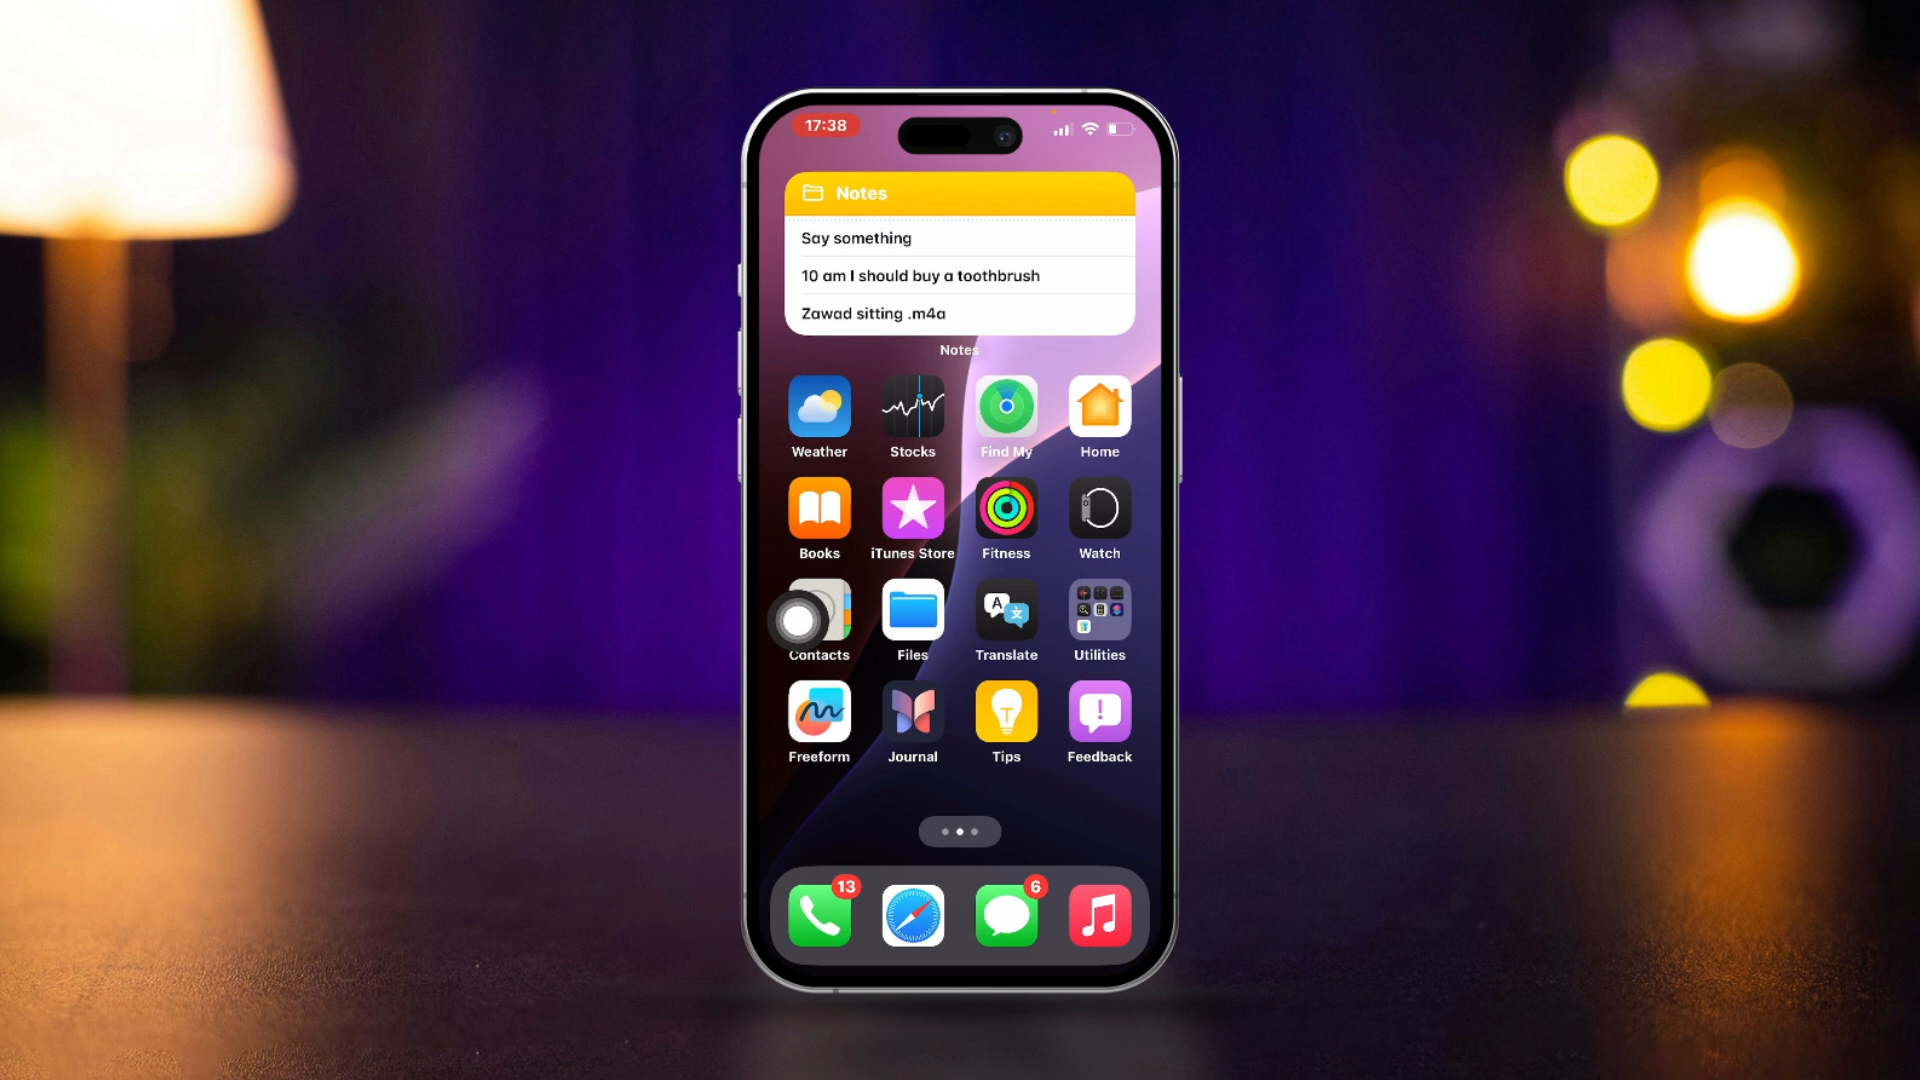 17:38
Notes
Say something
10 am I should buy a toothbrush
Zawad sitting .m4a
Notes
Weather Stocks Find My Home
Books iTunes Store Fitness Watch
A 文
Contacts Files Translate Utilities
T !
Freeform Journal Tips Feedback
13 6